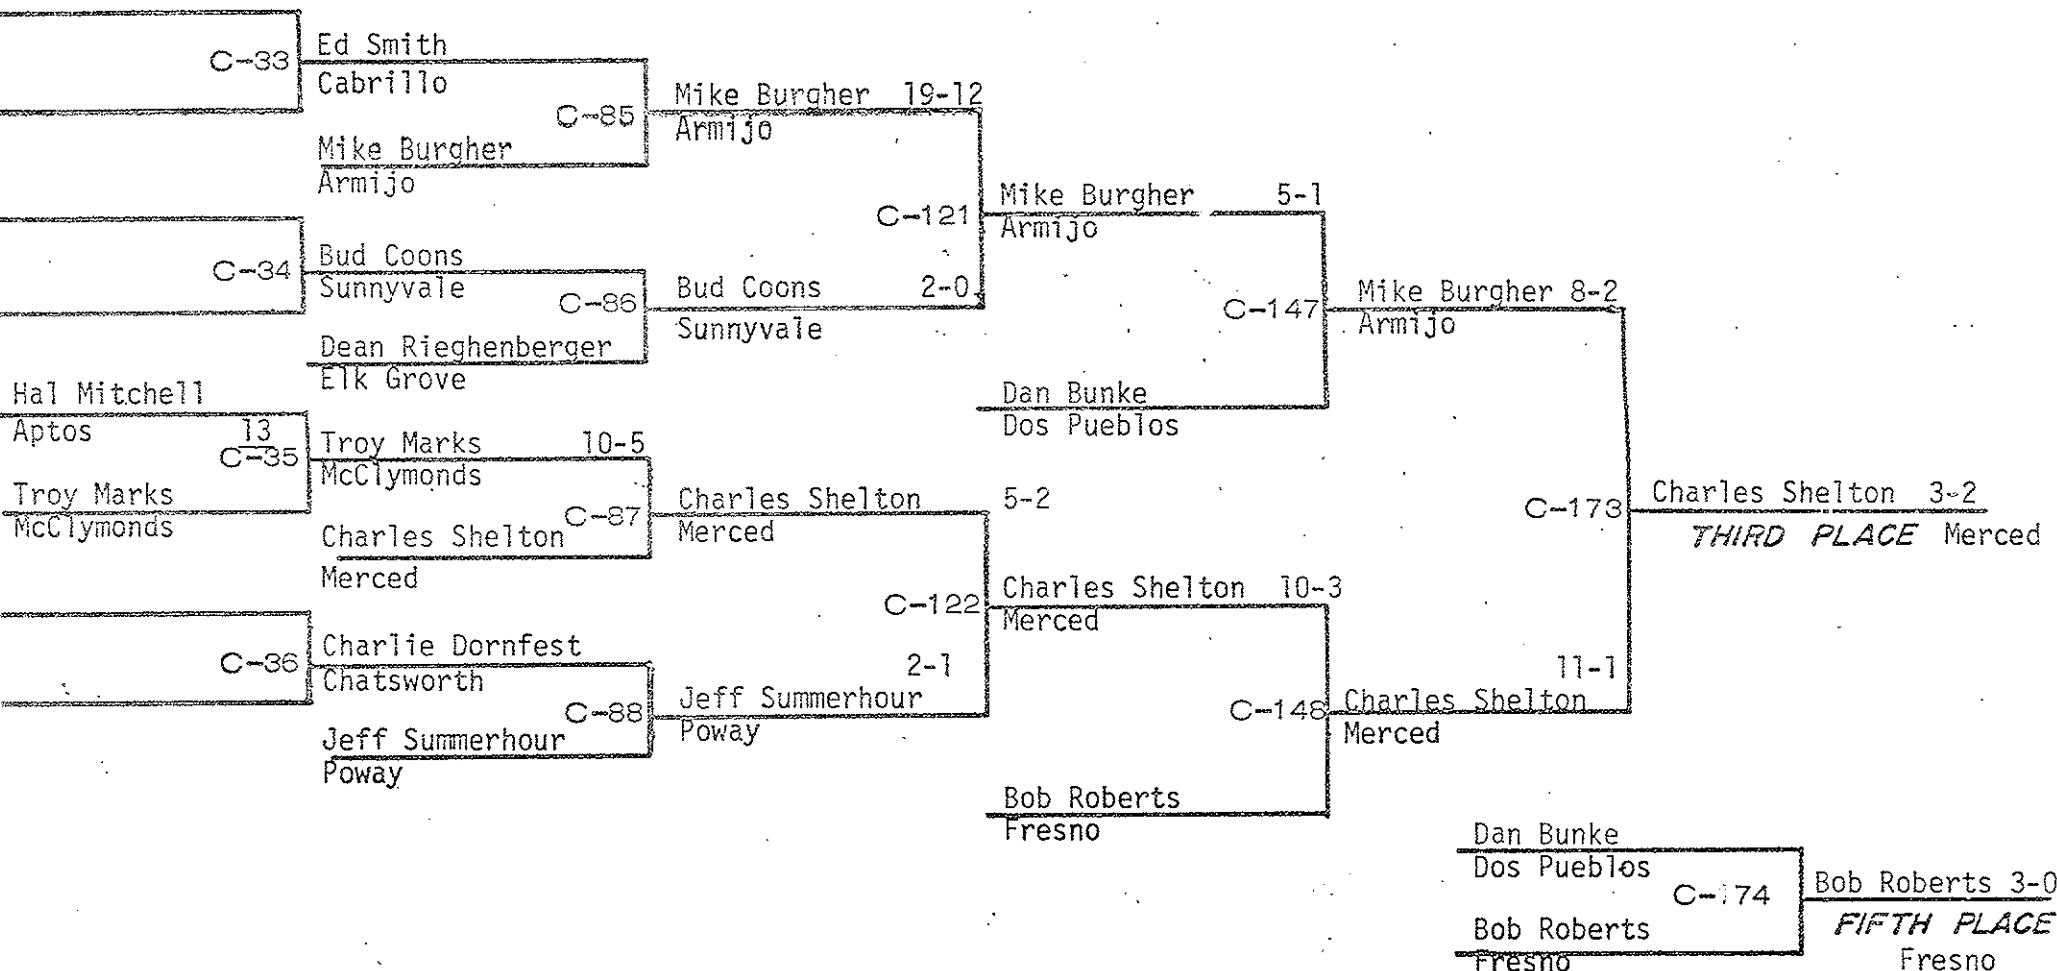 C-33
Ed Smith
Cabrillo
C-85
Mike Burgher
Armijo
Mike Burgher 19-12
Armijo
C-34
Bud Coons
Sunnyvale
C-86
Dean Rieghenberger
Elk Grove
Bud Coons 2-0
Sunnyvale
C-121
Mike Burgher 5-1
Armijo
C-147
Dan Bunke
Dos Pueblos
Mike Burgher 8-2
Armijo
Hal Mitchell
Aptos
13
C-35
Troy Marks
McClymonds
Troy Marks 10-5
McClymonds
C-87
Charles Shelton
Merced
Charles Shelton 5-2
Merced
C-36
Charlie Dornfest
Chatsworth
C-88
Jeff Summerhour
Poway
2-1
Jeff Summerhour
Poway
C-122
Charles Shelton 10-3
Merced
C-148
Bob Roberts
Fresno
11-1
Charles Shelton
Merced
C-173
Charles Shelton 3-2
THIRD PLACE Merced
Dan Bunke
Dos Pueblos
C-174
Bob Roberts
Fresno
Bob Roberts 3-0
FIFTH PLACE
Fresno